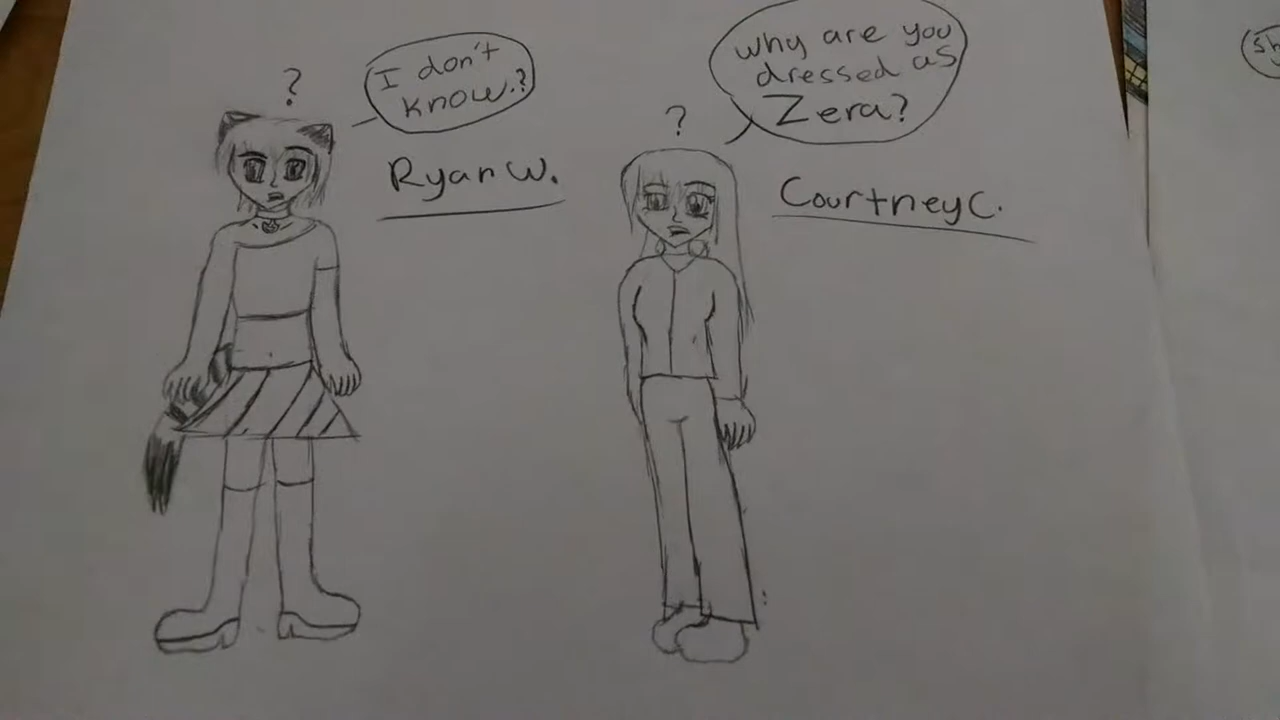 ?
I don't
know.?
Ryan W.
why are you
dressed as
Zera?
?
Courtney C.